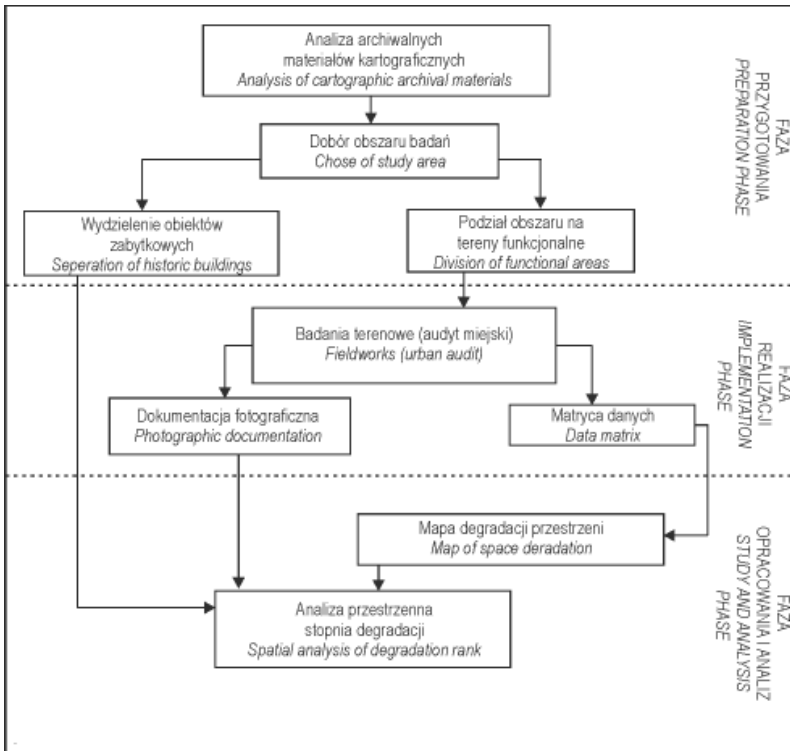 Analiza archiwalnych
materiałów kartograficznych
Analysis of cartographic archival materials
Dobór obszaru badań
Chose of study area
Wydzielenie obiektów
zabytkowych
Seperation of historic buildings
Podział obszaru na
tereny funkcjonalne
Division of functional areas
FAZA
PRZYGOTOWANIA
PREPARATION PHASE
Badania terenowe (audyt miejski)
Fieldworks (urban audit)
Dokumentacja fotograficzna
Photographic documentation
Matryca danych
Data matrix
FAZA
REALIZACJI
IMPLEMENTATION
PHASE
Mapa degradacji przestrzeni
Map of space deradation
Analiza przestrzenna
stopnia degradacji
Spatial analysis of degradation rank
FAZA
OPRACOWANIA I ANALIZ
STUDY AND ANALYSIS
PHASE